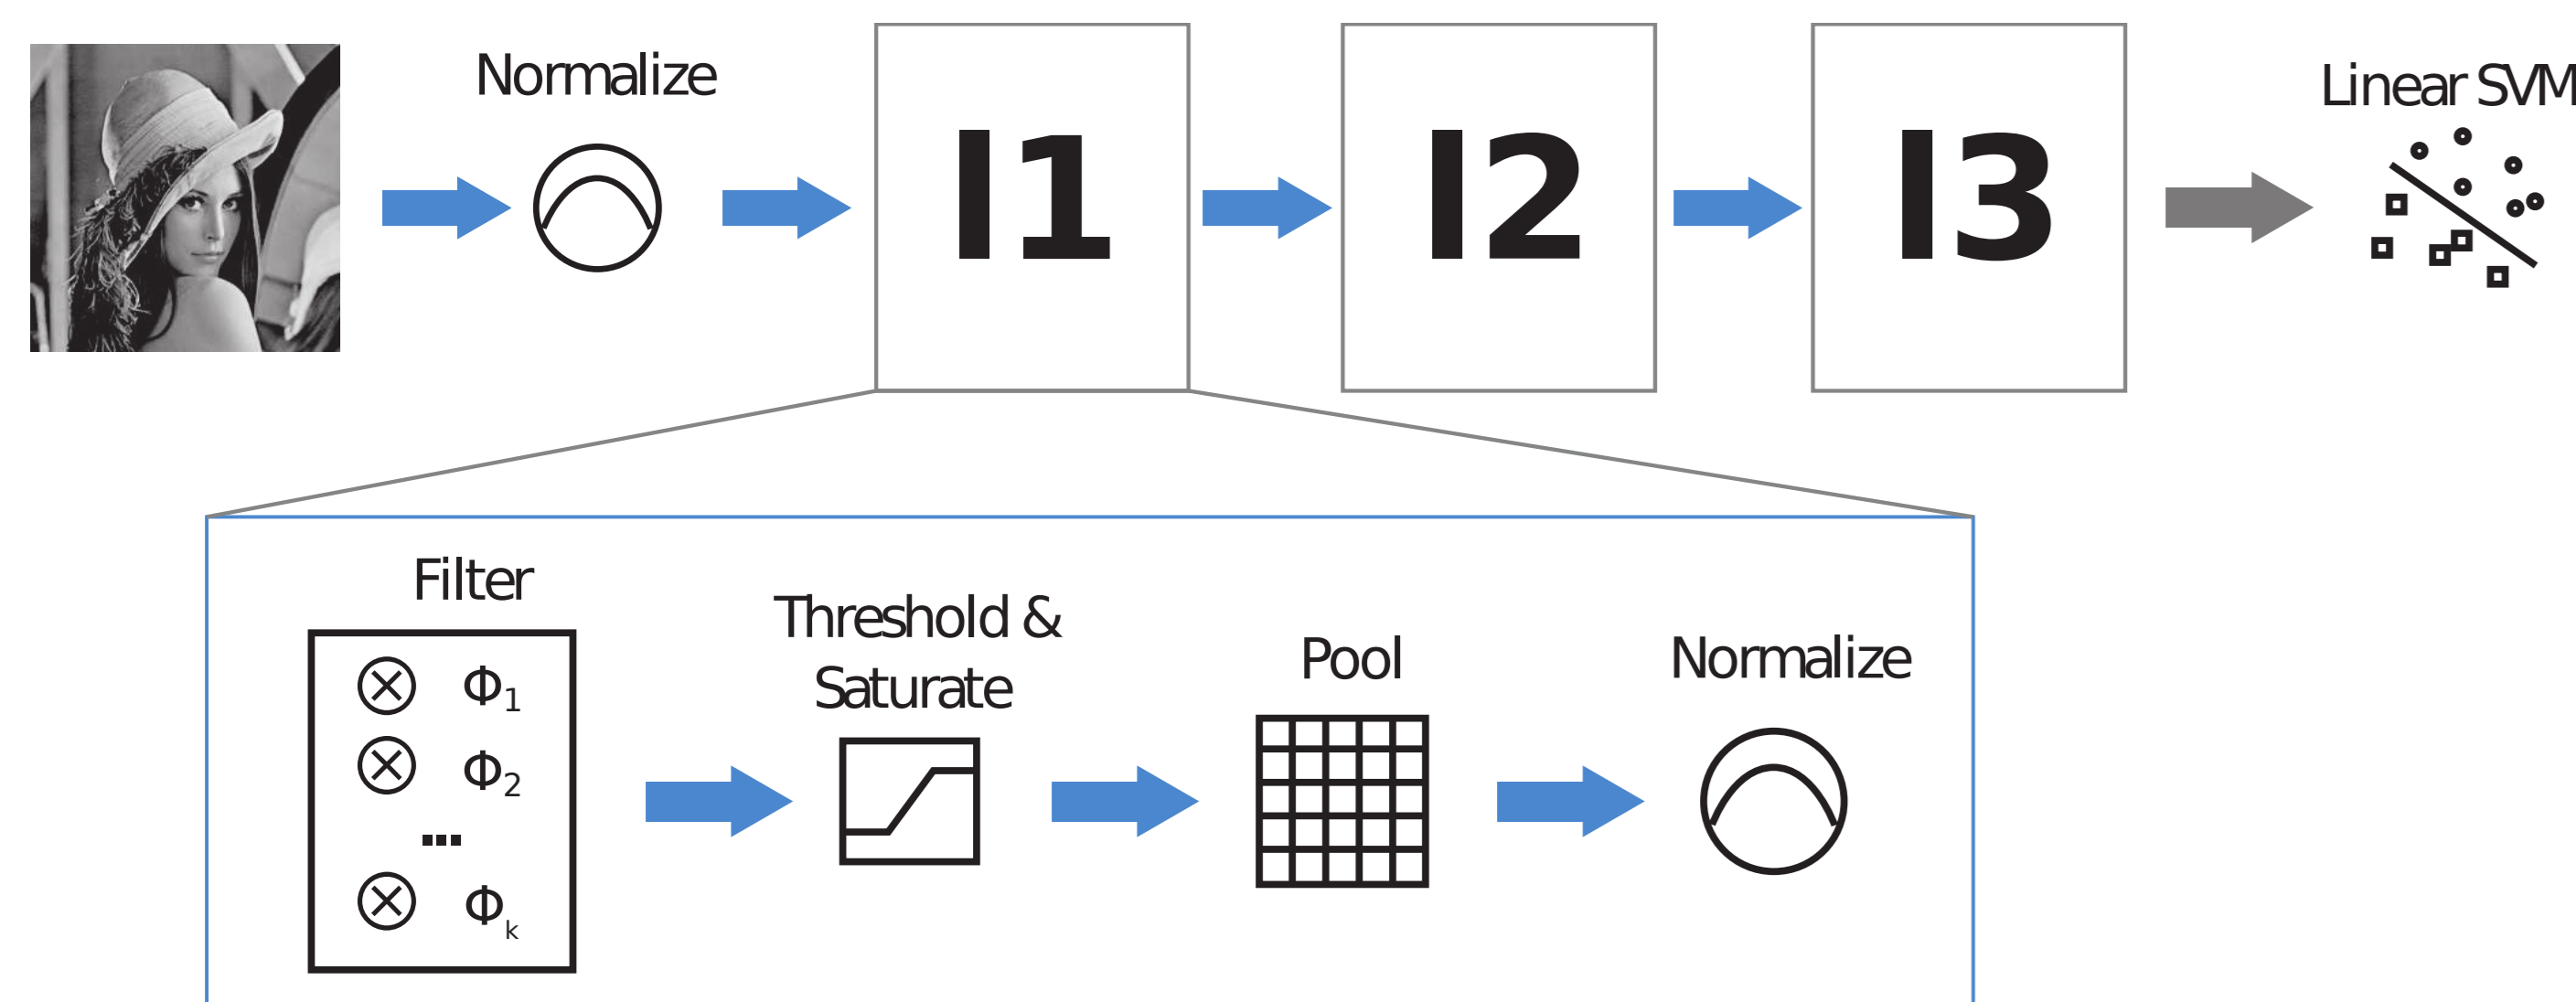 Normalize
l1
l2
l3
Linear SVM
Filter
Φ1
Φ2
...
Φk
Threshold &
Saturate
Pool
Normalize